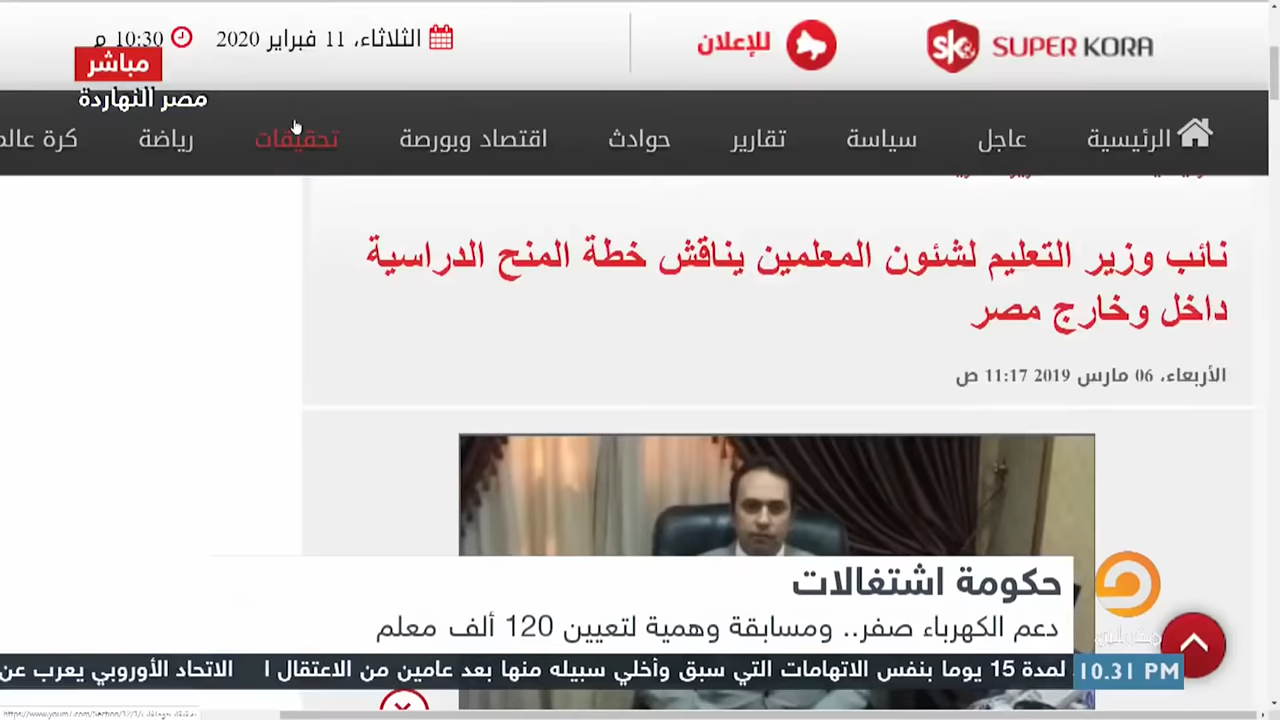 SUPER KORA
للإعلان
الثلاثاء، 11 فبراير 2020
10:30 م
مباشر
مصر النهاردة
الرئيسية
عاجل
سياسة
تقارير
حوادث
اقتصاد وبورصة
تحقيقات
رياضة
كرة عالم
نائب وزير التعليم لشئون المعلمين يناقش خطة المنح الدراسية
داخل وخارج مصر
الأربعاء، 06 مارس 2019 11:17 ص
حكومة اشتغالات
دعم الكهرباء صفر.. ومسابقة وهمية لتعيين 120 ألف معلم
10.31 PM
لمدة 15 يوما بنفس الاتهامات التي سبق وأخلي سبيله منها بعد عامين من الاعتقال ا
الاتحاد الأوروبي يعرب عن